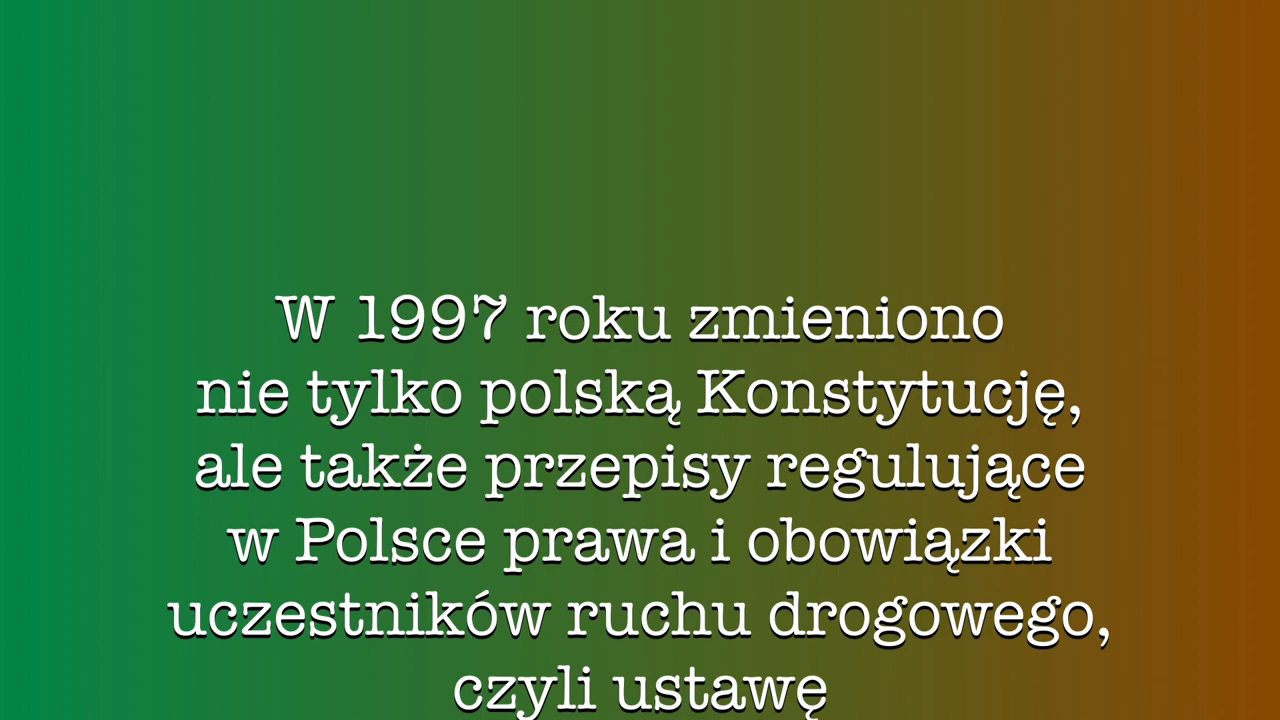 W 1997 roku zmieniono
nie tylko polską Konstytucję,
ale także przepisy regulujące
w Polsce prawa i obowiązki
uczestników ruchu drogowego,
czyli ustawę